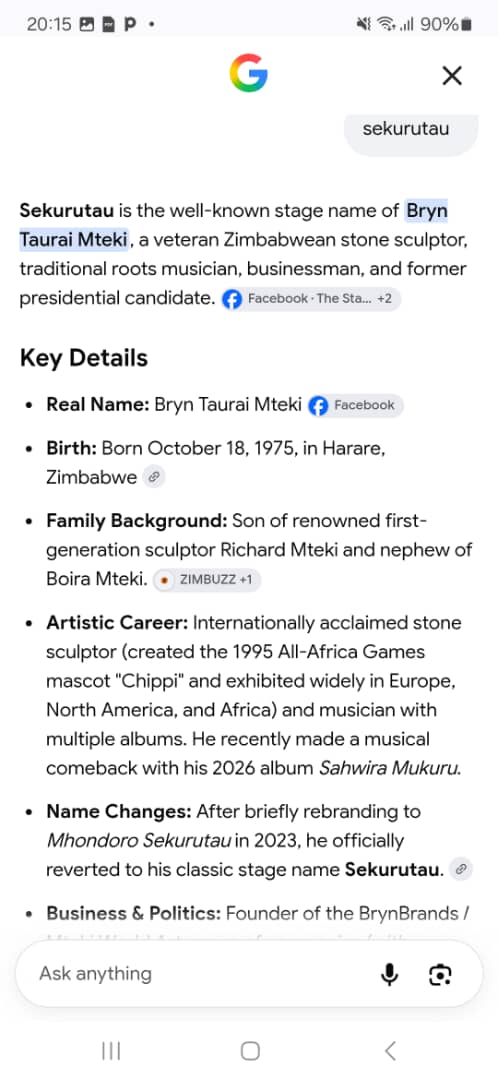 20:15
90%
sekurutau
Sekurutau is the well-known stage name of Bryn
Taurai Mteki, a veteran Zimbabwean stone sculptor,
traditional roots musician, businessman, and former
presidential candidate. Facebook · The Sta... +2
Key Details
• Real Name: Bryn Taurai Mteki Facebook
• Birth: Born October 18, 1975, in Harare,
Zimbabwe
• Family Background: Son of renowned first-
generation sculptor Richard Mteki and nephew of
Boira Mteki. ZIMBUZZ +1
• Artistic Career: Internationally acclaimed stone
sculptor (created the 1995 All-Africa Games
mascot "Chippi" and exhibited widely in Europe,
North America, and Africa) and musician with
multiple albums. He recently made a musical
comeback with his 2026 album Sahwira Mukuru.
• Name Changes: After briefly rebranding to
Mhondoro Sekurutau in 2023, he officially
reverted to his classic stage name Sekurutau.
• Business & Politics: Founder of the BrynBrands /
Ask anything